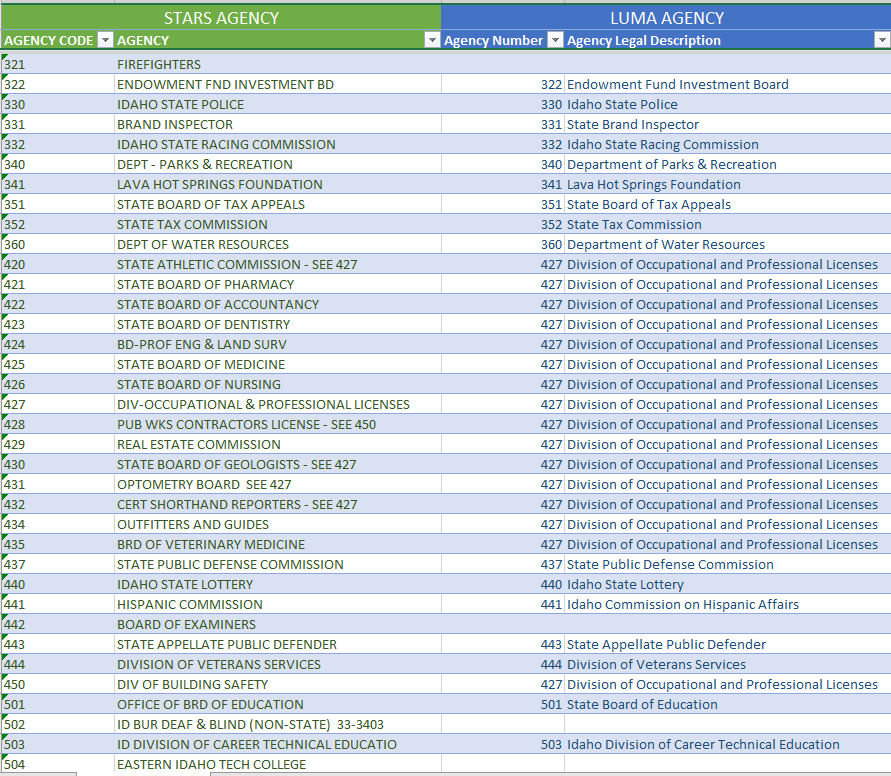 STARS AGENCY LUMA AGENCY
AGENCY CODE AGENCY Agency Number Agency Legal Description
321 FIREFIGHTERS
322 ENDOWMENT FND INVESTMENT BD 322 Endowment Fund Investment Board
330 IDAHO STATE POLICE 330 Idaho State Police
331 BRAND INSPECTOR 331 State Brand Inspector
332 IDAHO STATE RACING COMMISSION 332 Idaho State Racing Commission
340 DEPT - PARKS & RECREATION 340 Department of Parks & Recreation
341 LAVA HOT SPRINGS FOUNDATION 341 Lava Hot Springs Foundation
351 STATE BOARD OF TAX APPEALS 351 State Board of Tax Appeals
352 STATE TAX COMMISSION 352 State Tax Commission
360 DEPT OF WATER RESOURCES 360 Department of Water Resources
420 STATE ATHLETIC COMMISSION - SEE 427 427 Division of Occupational and Professional Licenses
421 STATE BOARD OF PHARMACY 427 Division of Occupational and Professional Licenses
422 STATE BOARD OF ACCOUNTANCY 427 Division of Occupational and Professional Licenses
423 STATE BOARD OF DENTISTRY 427 Division of Occupational and Professional Licenses
424 BD-PROF ENG & LAND SURV 427 Division of Occupational and Professional Licenses
425 STATE BOARD OF MEDICINE 427 Division of Occupational and Professional Licenses
426 STATE BOARD OF NURSING 427 Division of Occupational and Professional Licenses
427 DIV-OCCUPATIONAL & PROFESSIONAL LICENSES 427 Division of Occupational and Professional Licenses
428 PUB WKS CONTRACTORS LICENSE - SEE 450 427 Division of Occupational and Professional Licenses
429 REAL ESTATE COMMISSION 427 Division of Occupational and Professional Licenses
430 STATE BOARD OF GEOLOGISTS - SEE 427 427 Division of Occupational and Professional Licenses
431 OPTOMETRY BOARD SEE 427 427 Division of Occupational and Professional Licenses
432 CERT SHORTHAND REPORTERS - SEE 427 427 Division of Occupational and Professional Licenses
434 OUTFITTERS AND GUIDES 427 Division of Occupational and Professional Licenses
435 BRD OF VETERINARY MEDICINE 427 Division of Occupational and Professional Licenses
437 STATE PUBLIC DEFENSE COMMISSION 437 State Public Defense Commission
440 IDAHO STATE LOTTERY 440 Idaho State Lottery
441 HISPANIC COMMISSION 441 Idaho Commission on Hispanic Affairs
442 BOARD OF EXAMINERS
443 STATE APPELLATE PUBLIC DEFENDER 443 State Appellate Public Defender
444 DIVISION OF VETERANS SERVICES 444 Division of Veterans Services
450 DIV OF BUILDING SAFETY 427 Division of Occupational and Professional Licenses
501 OFFICE OF BRD OF EDUCATION 501 State Board of Education
502 ID BUR DEAF & BLIND (NON-STATE) 33-3403
503 ID DIVISION OF CAREER TECHNICAL EDUCATIO 503 Idaho Division of Career Technical Education
504 EASTERN IDAHO TECH COLLEGE